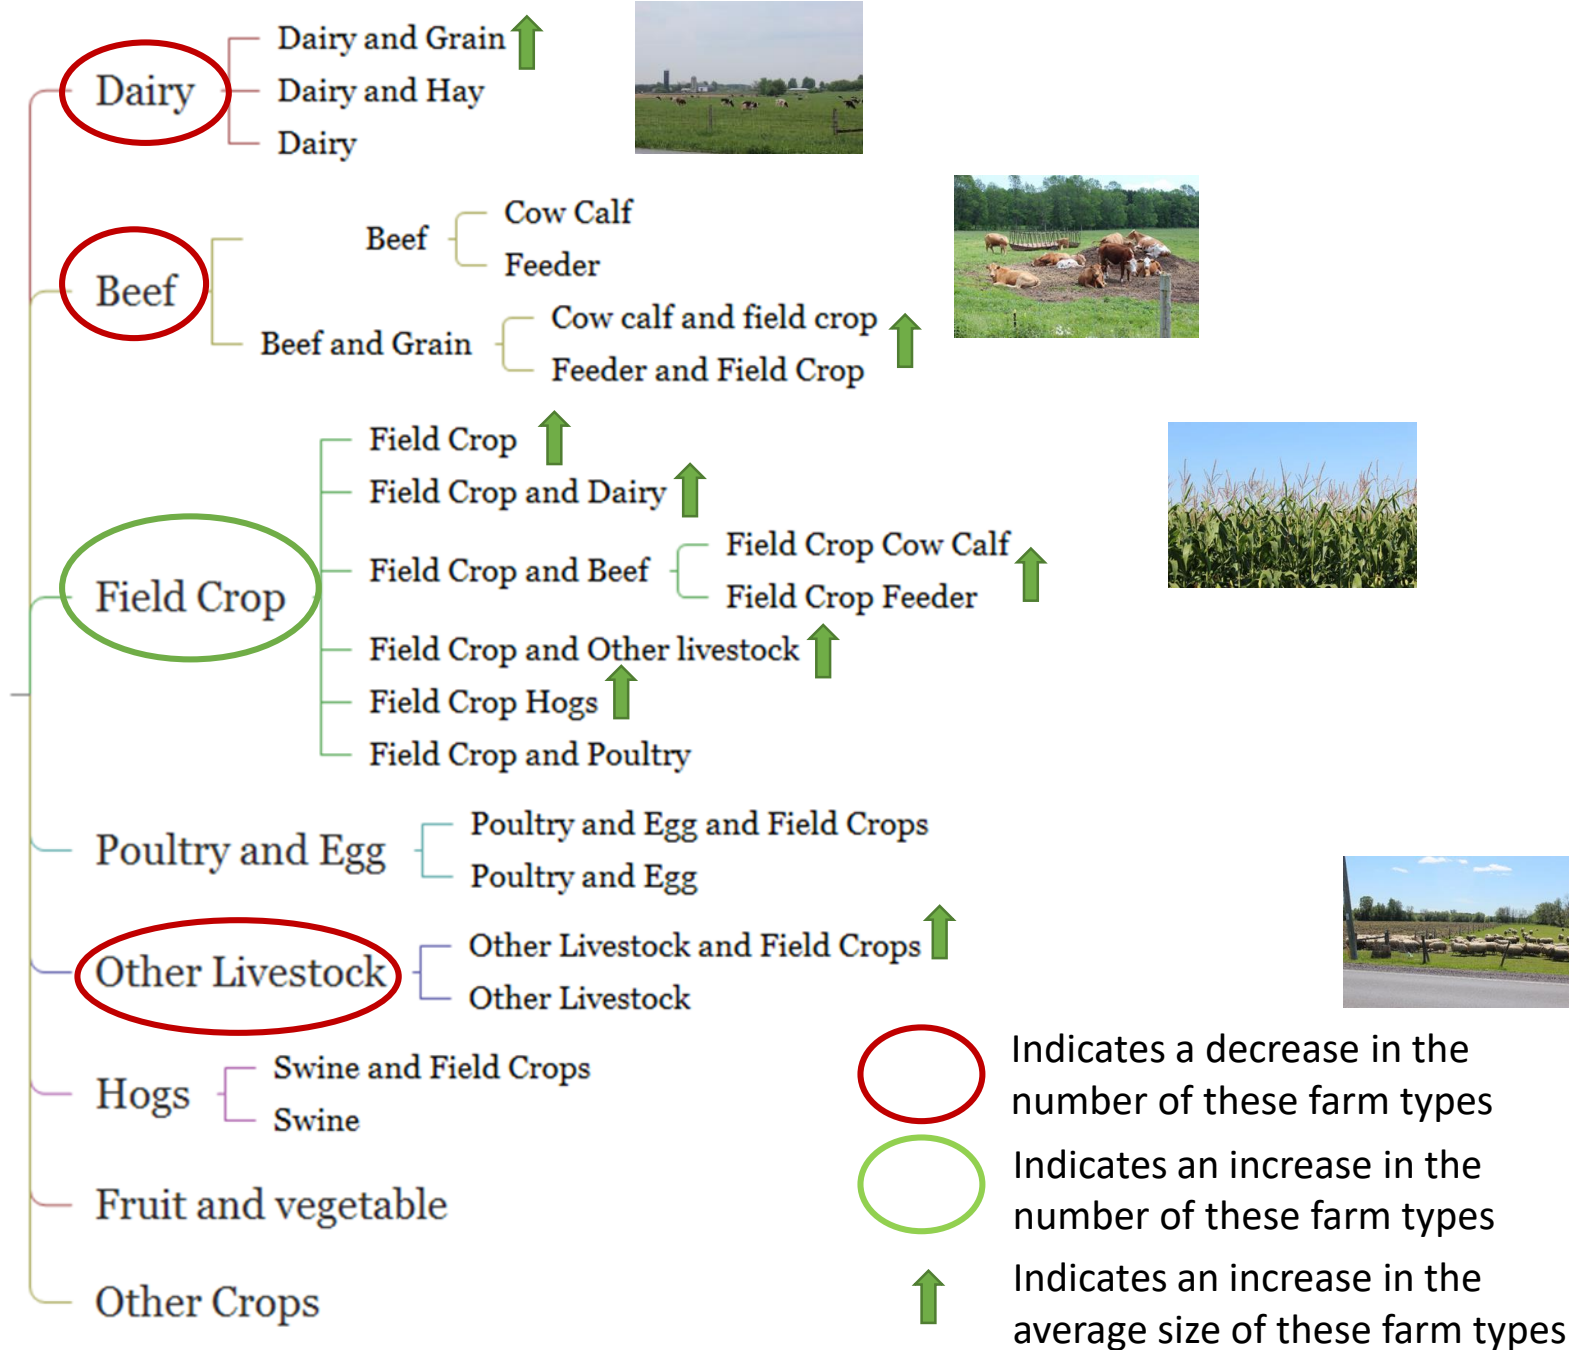 Dairy and Grain
Dairy
Dairy and Hay
Dairy
Cow Calf
Beef
Feeder
Beef
Cow calf and field crop
Beef and Grain
Feeder and Field Crop
Field Crop
Field Crop and Dairy
Field Crop Cow Calf
Field Crop and Beef
Field Crop Feeder
Field Crop
Field Crop and Other livestock
Field Crop Hogs
Field Crop and Poultry
Poultry and Egg and Field Crops
Poultry and Egg
Poultry and Egg
Other Livestock and Field Crops
Other Livestock
Other Livestock
Swine and Field Crops
Hogs
Swine
Fruit and vegetable
Other Crops
Indicates a decrease in the
number of these farm types
Indicates an increase in the
number of these farm types
Indicates an increase in the
average size of these farm types